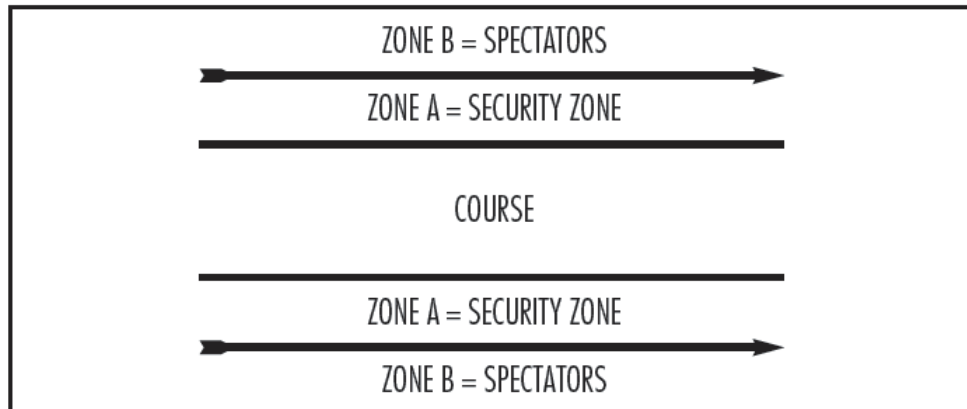 ZONE B = SPECTATORS
ZONE A = SECURITY ZONE
COURSE
ZONE A = SECURITY ZONE
ZONE B = SPECTATORS